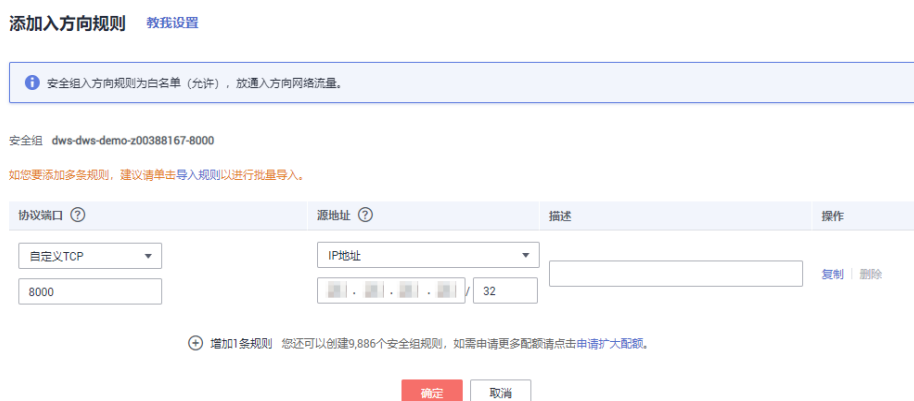 添加入方向规则 教我设置
安全组入方向规则为白名单（允许），放通入方向网络流量。
安全组 dws-dws-demo-z00388167-8000
如您要添加多条规则，建议请单击导入规则以进行批量导入。
协议端口 ? 源地址 ? 描述 操作
自定义TCP IP地址
复制 删除
8000 . . . / 32
增加1条规则 您还可以创建9,886个安全组规则，如需申请更多配额请点击申请扩大配额。
确定 取消